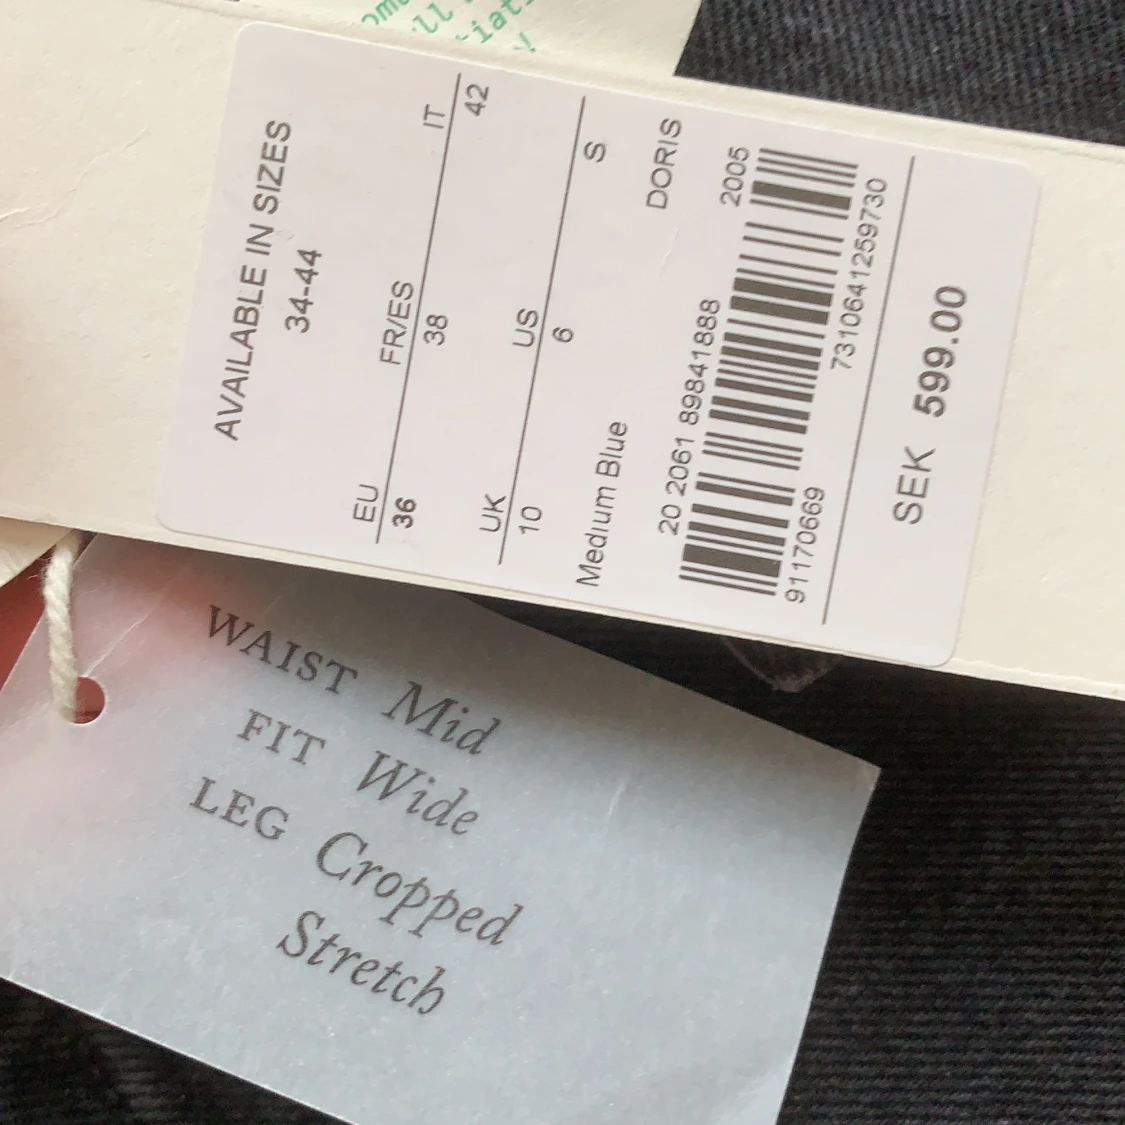 AVAILABLE IN SIZES
34-44
EU FR/ES IT
36 38 42
UK US
10 6
Medium Blue S
DORIS
20 2061 89841888 2005
91170669 7310641259730
SEK 599.00
WAIST Mid
FIT Wide
LEG Cropped
Stretch